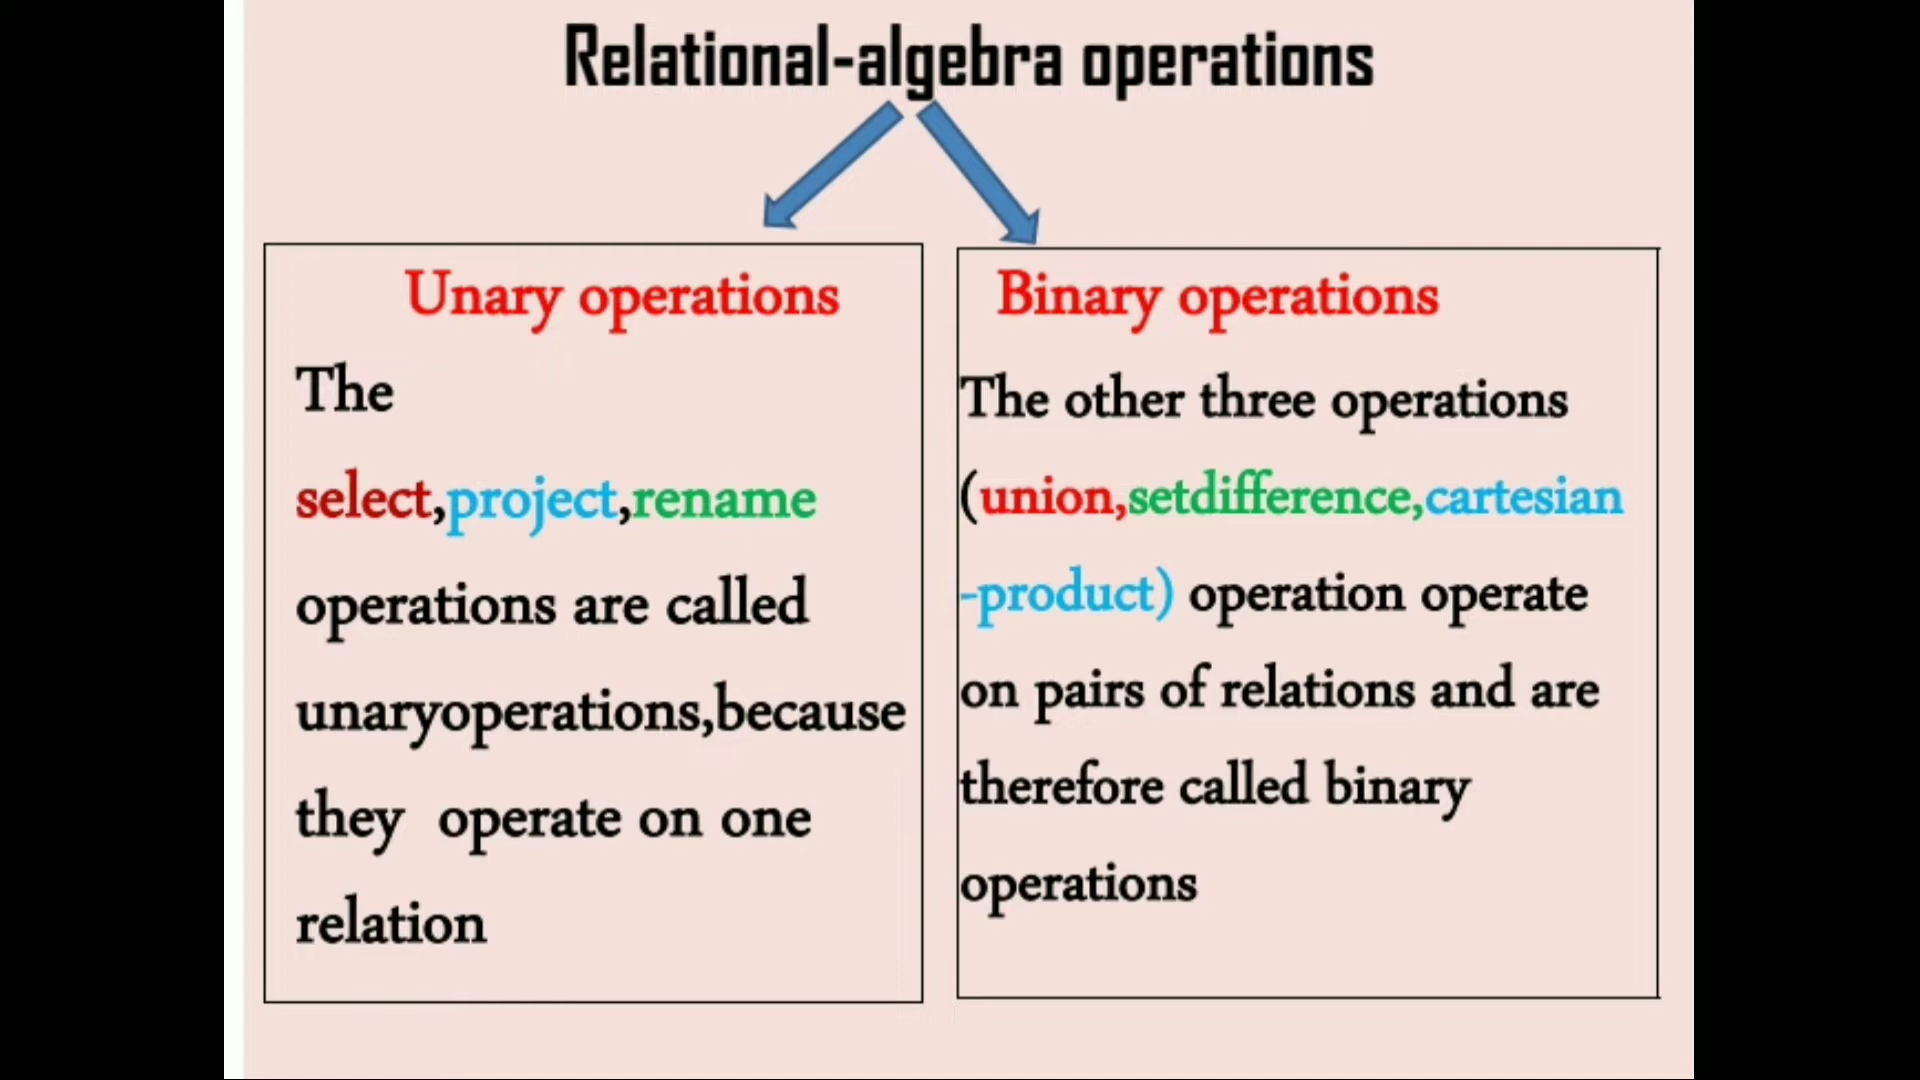 Relational-algebra operations
Unary operations
The
select,project,rename
operations are called
unaryoperations,because
they operate on one
relation
Binary operations
The other three operations
(union,setdifference,cartesian
-product) operation operate
on pairs of relations and are
therefore called binary
operations